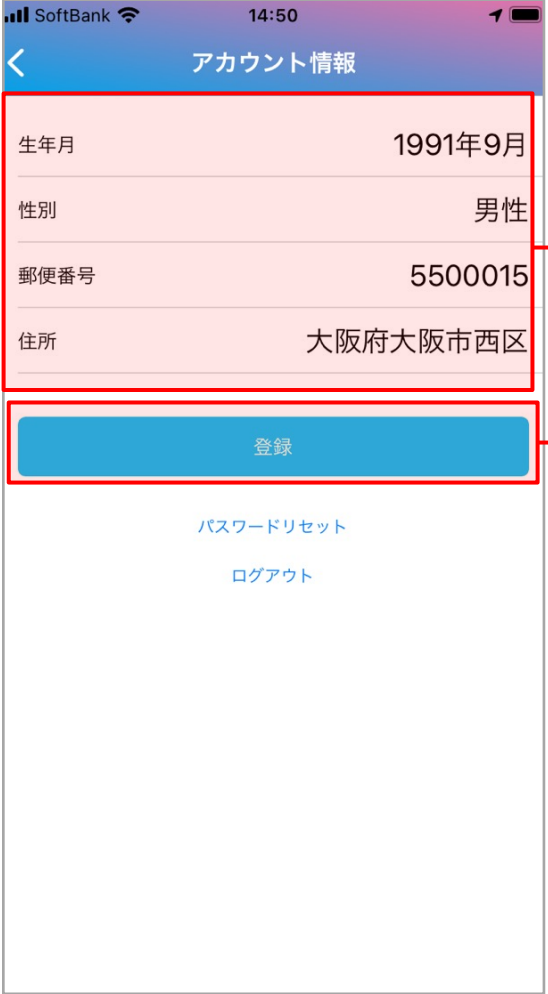 SoftBank 14:50
アカウント情報
生年月 1991年9月
性別 男性
郵便番号 5500015
住所 大阪府大阪市西区
登録
パスワードリセット
ログアウト